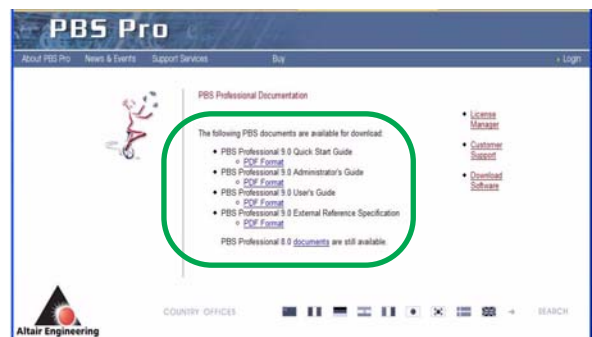 PBS Pro
About PBS Pro News & Events Support Services Buy Login
PBS Professional Documentation
The following PBS documents are available for download:
PBS Professional 9.0 Quick Start Guide
PDF Format
PBS Professional 9.0 Administrator's Guide
PDF Format
PBS Professional 9.0 User's Guide
PDF Format
PBS Professional 9.0 External Reference Specification
PDF Format
PBS Professional 8.0 documents are still available.
License
Manager
Customer
Support
Download
Software
Altair Engineering
COUNTRY OFFICES
SEARCH